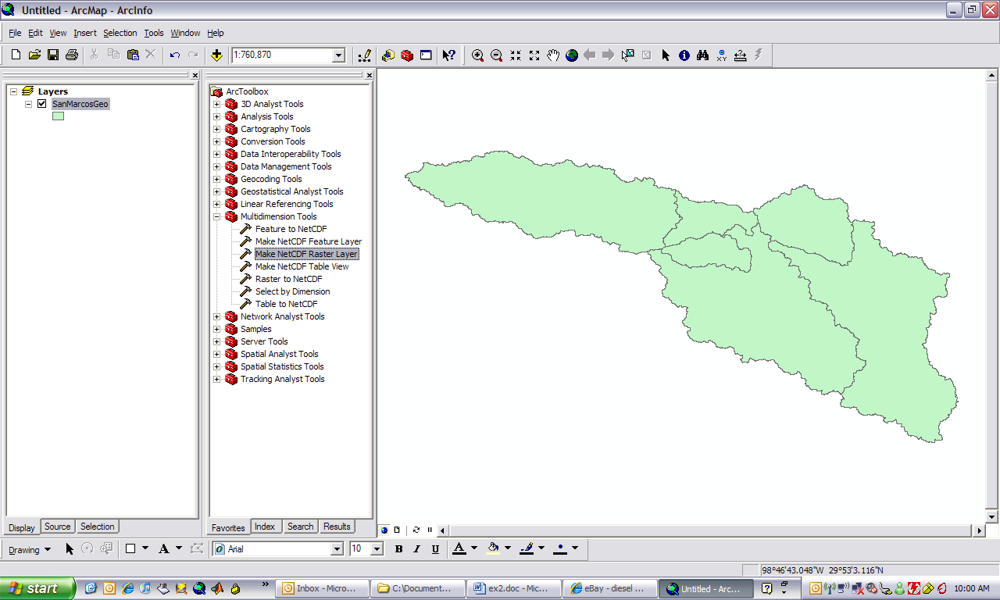 Untitled - ArcMap - ArcInfo
File Edit View Insert Selection Tools Window Help
1:760,870
Layers
SanMarcosGeo
ArcToolbox
3D Analyst Tools
Analysis Tools
Cartography Tools
Conversion Tools
Data Interoperability Tools
Data Management Tools
Geocoding Tools
Geostatistical Analyst Tools
Linear Referencing Tools
Multidimension Tools
Feature to NetCDF
Make NetCDF Feature Layer
Make NetCDF Raster Layer
Make NetCDF Table View
Raster to NetCDF
Select by Dimension
Table to NetCDF
Network Analyst Tools
Samples
Server Tools
Spatial Analyst Tools
Spatial Statistics Tools
Tracking Analyst Tools
Display Source Selection
Favorites Index Search Results
Drawing A Arial 10 B I U A
98°46'43.048"W 29°53'3.116"N
start » Inbox - Micro... C:\Document... ex2.doc - Mic... eBay - diesel ... Untitled - Arc... 10:00 AM